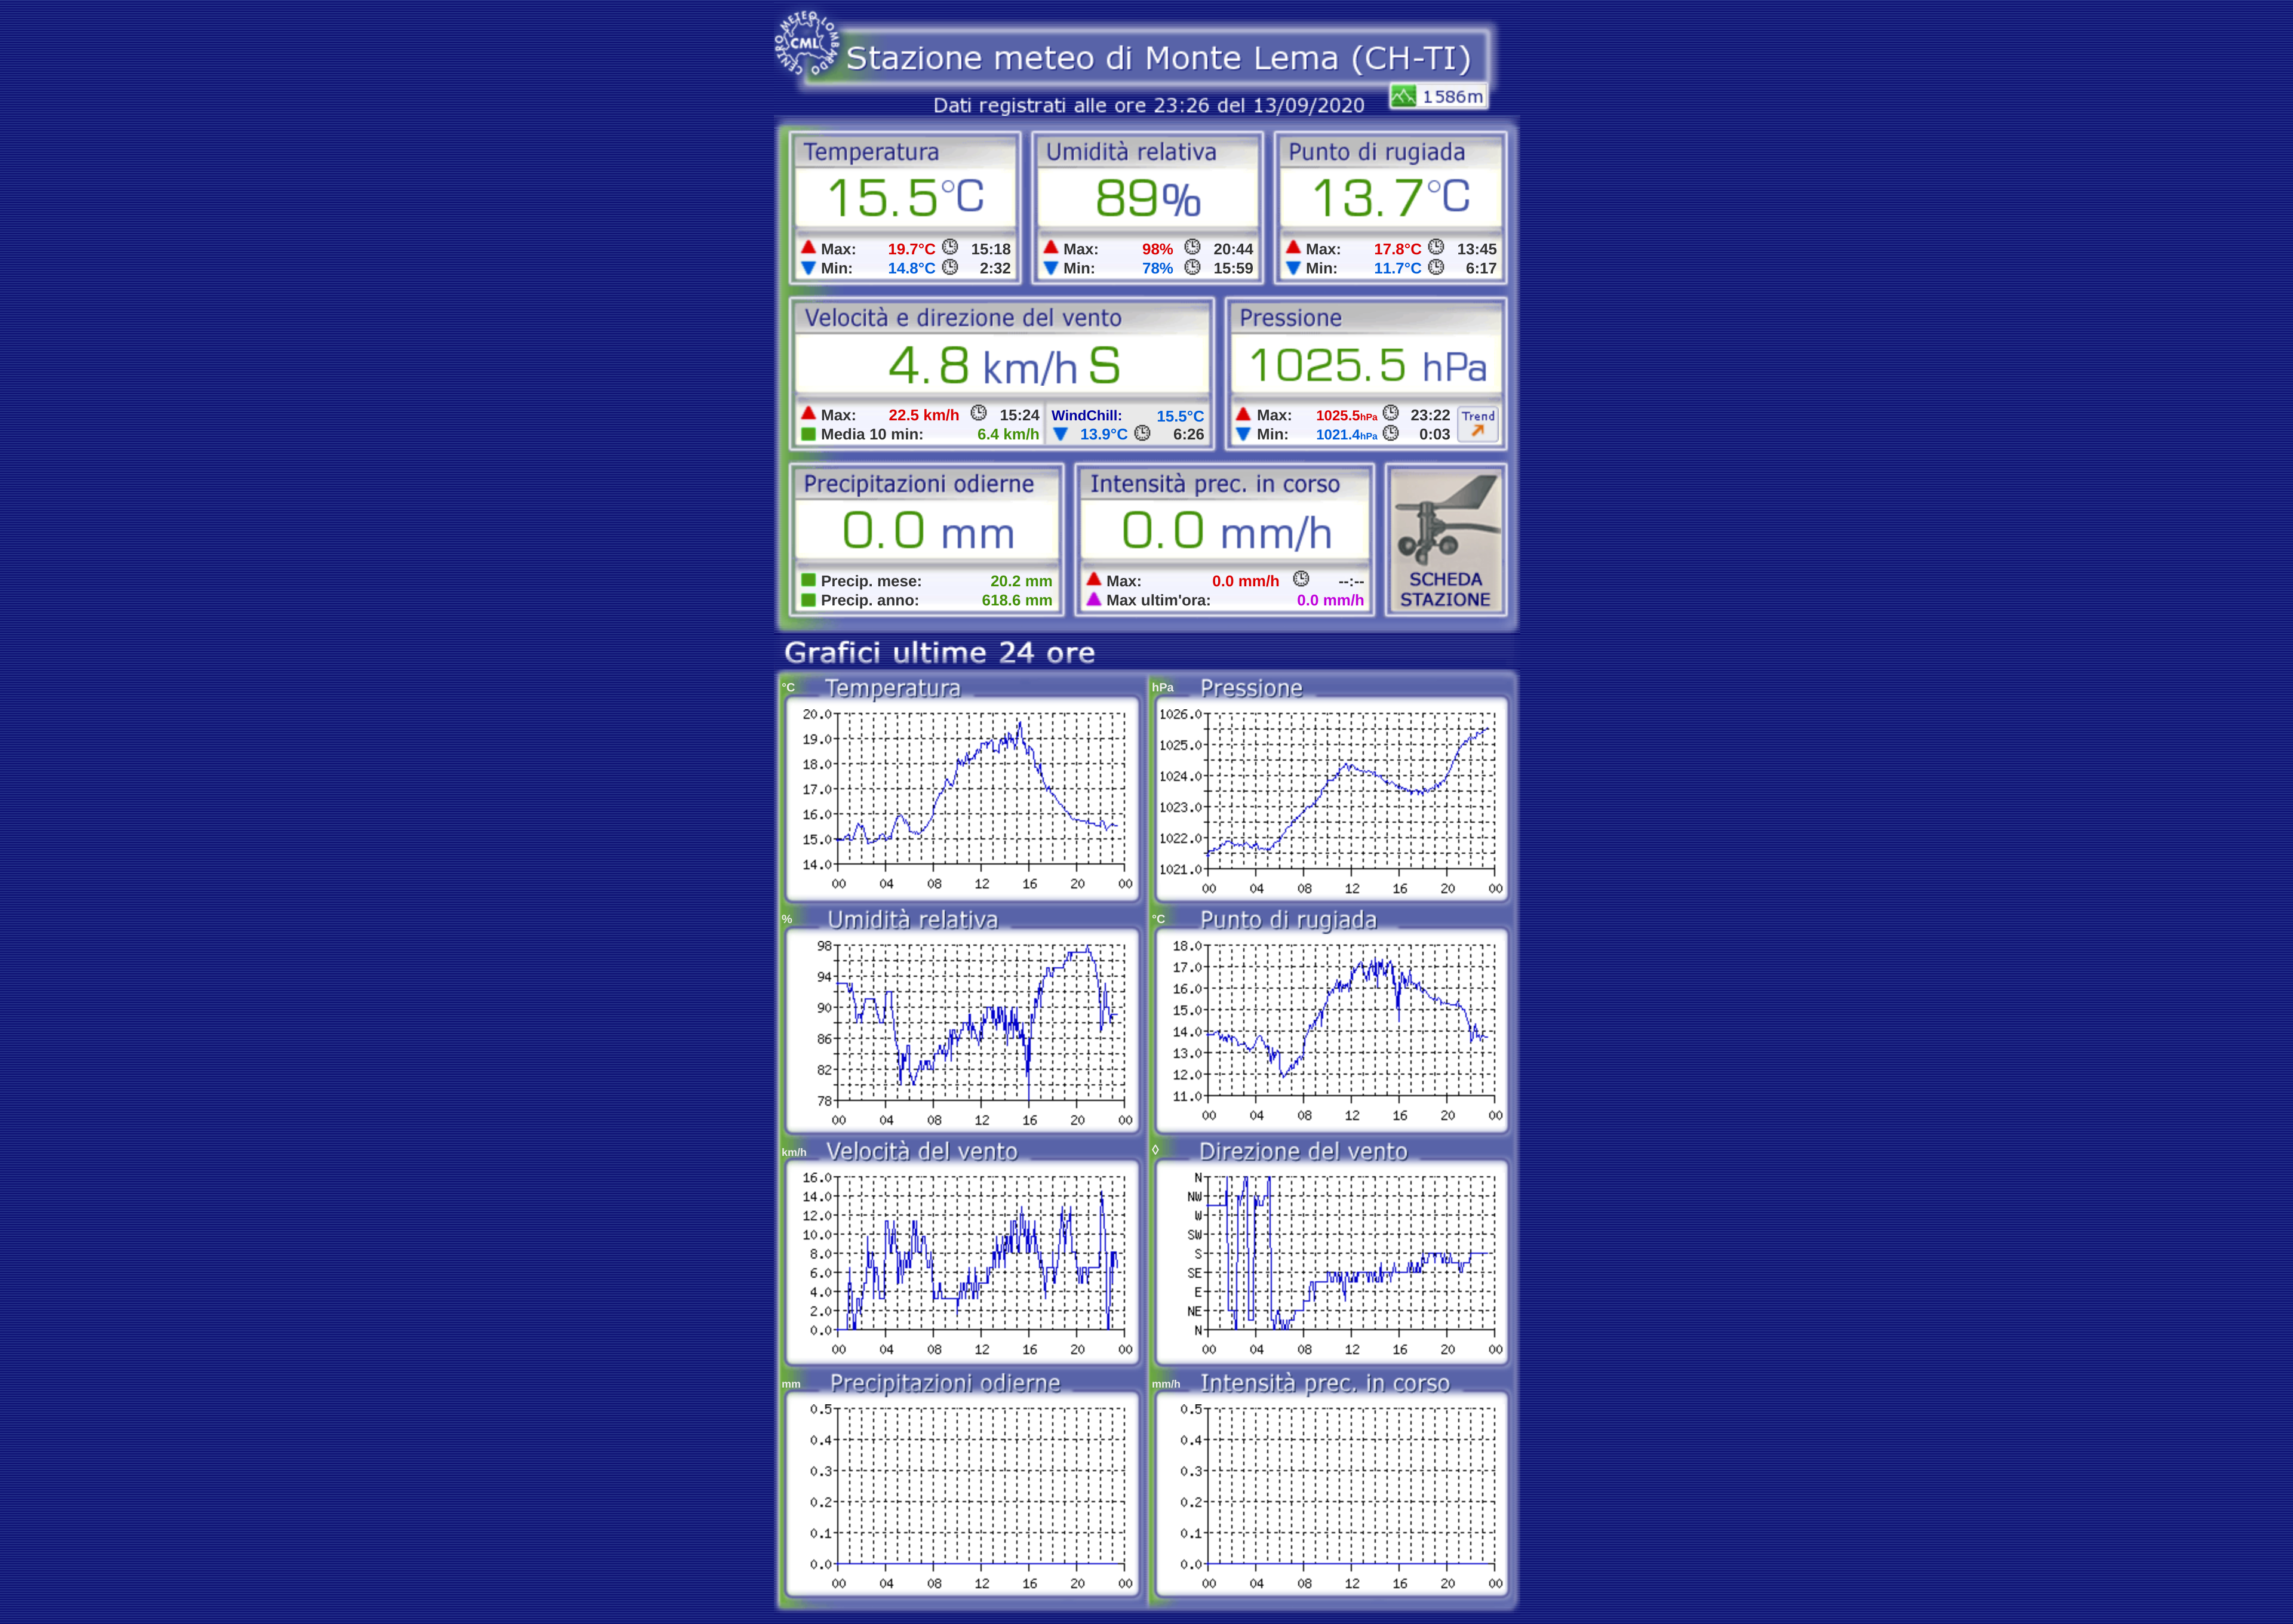 CENTRO METEO LOMBARDO
CML
Stazione meteo di Monte Lema (CH-TI)
Dati registrati alle ore 23:26 del 13/09/2020
1586m
Temperatura Umidità relativa Punto di rugiada
15.5°C 89% 13.7°C
Max: 19.7°C 15:18 Max: 98% 20:44 Max: 17.8°C 13:45
Min: 14.8°C 2:32 Min: 78% 15:59 Min: 11.7°C 6:17
Velocità e direzione del vento Pressione
4.8 km/h S 1025.5 hPa
Max: 22.5 km/h 15:24 WindChill: 15.5°C Max: 1025.5hPa 23:22 Trend
Media 10 min: 6.4 km/h 13.9°C 6:26 Min: 1021.4hPa 0:03
Precipitazioni odierne Intensità prec. in corso
0.0 mm 0.0 mm/h
Precip. mese: 20.2 mm Max: 0.0 mm/h --:-- SCHEDA
Precip. anno: 618.6 mm Max ultim'ora: 0.0 mm/h STAZIONE
Grafici ultime 24 ore
°C Temperatura
20.0
19.0
18.0
17.0
16.0
15.0
14.0
00 04 08 12 16 20 00
hPa Pressione
1026.0
1025.0
1024.0
1023.0
1022.0
1021.0
00 04 08 12 16 20 00
% Umidità relativa
98
94
90
86
82
78
00 04 08 12 16 20 00
°C Punto di rugiada
18.0
17.0
16.0
15.0
14.0
13.0
12.0
11.0
00 04 08 12 16 20 00
km/h Velocità del vento
16.0
14.0
12.0
10.0
8.0
6.0
4.0
2.0
0.0
00 04 08 12 16 20 00
◊ Direzione del vento
N
NW
W
SW
S
SE
E
NE
N
00 04 08 12 16 20 00
mm Precipitazioni odierne
0.5
0.4
0.3
0.2
0.1
0.0
00 04 08 12 16 20 00
mm/h Intensità prec. in corso
0.5
0.4
0.3
0.2
0.1
0.0
00 04 08 12 16 20 00